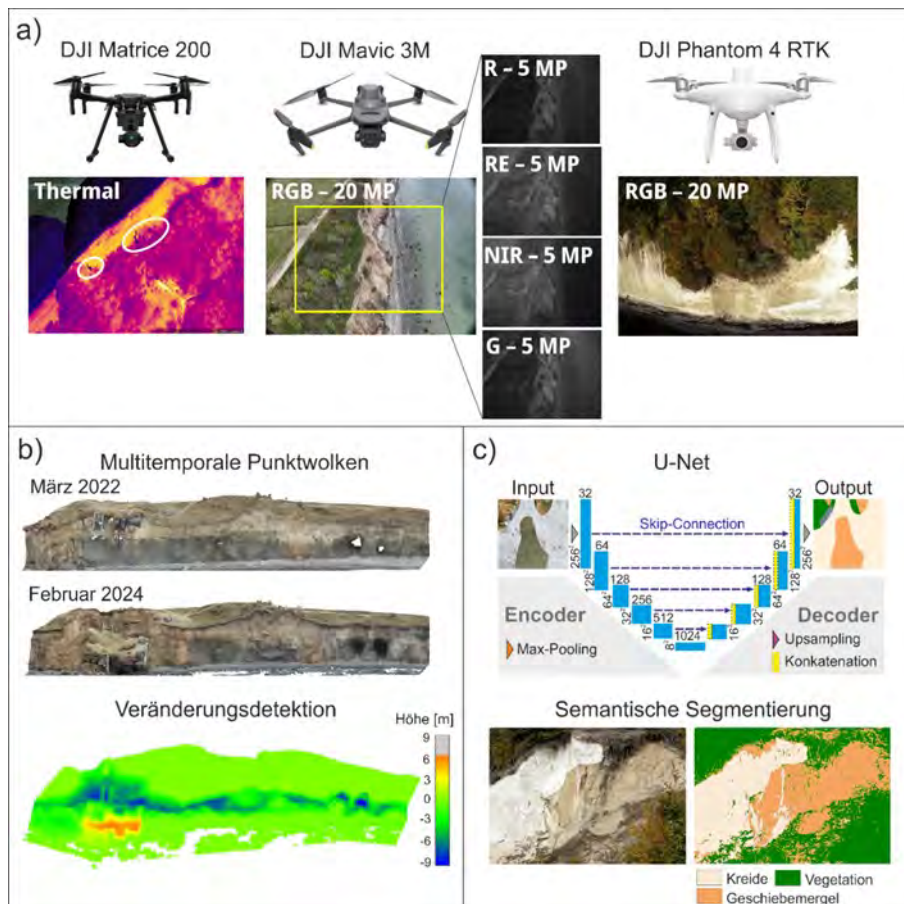 a)
DJI Matrice 200
DJI Mavic 3M
DJI Phantom 4 RTK
Thermal
RGB – 20 MP
R – 5 MP
RE – 5 MP
NIR – 5 MP
G – 5 MP
RGB – 20 MP
b)
Multitemporale Punktwolken
März 2022
Februar 2024
Veränderungsdetektion
Höhe [m]
9
6
3
0
-3
-6
-9
c)
U-Net
Input
Output
32
32
Skip-Connection
256²
64
64
256²
128²
128
128
128²
64²
256
64²
32²
512
32²
16²
1024
16²
8²
Encoder
Decoder
Max-Pooling
Upsampling
Konkatenation
Semantische Segmentierung
Kreide
Vegetation
Geschiebemergel